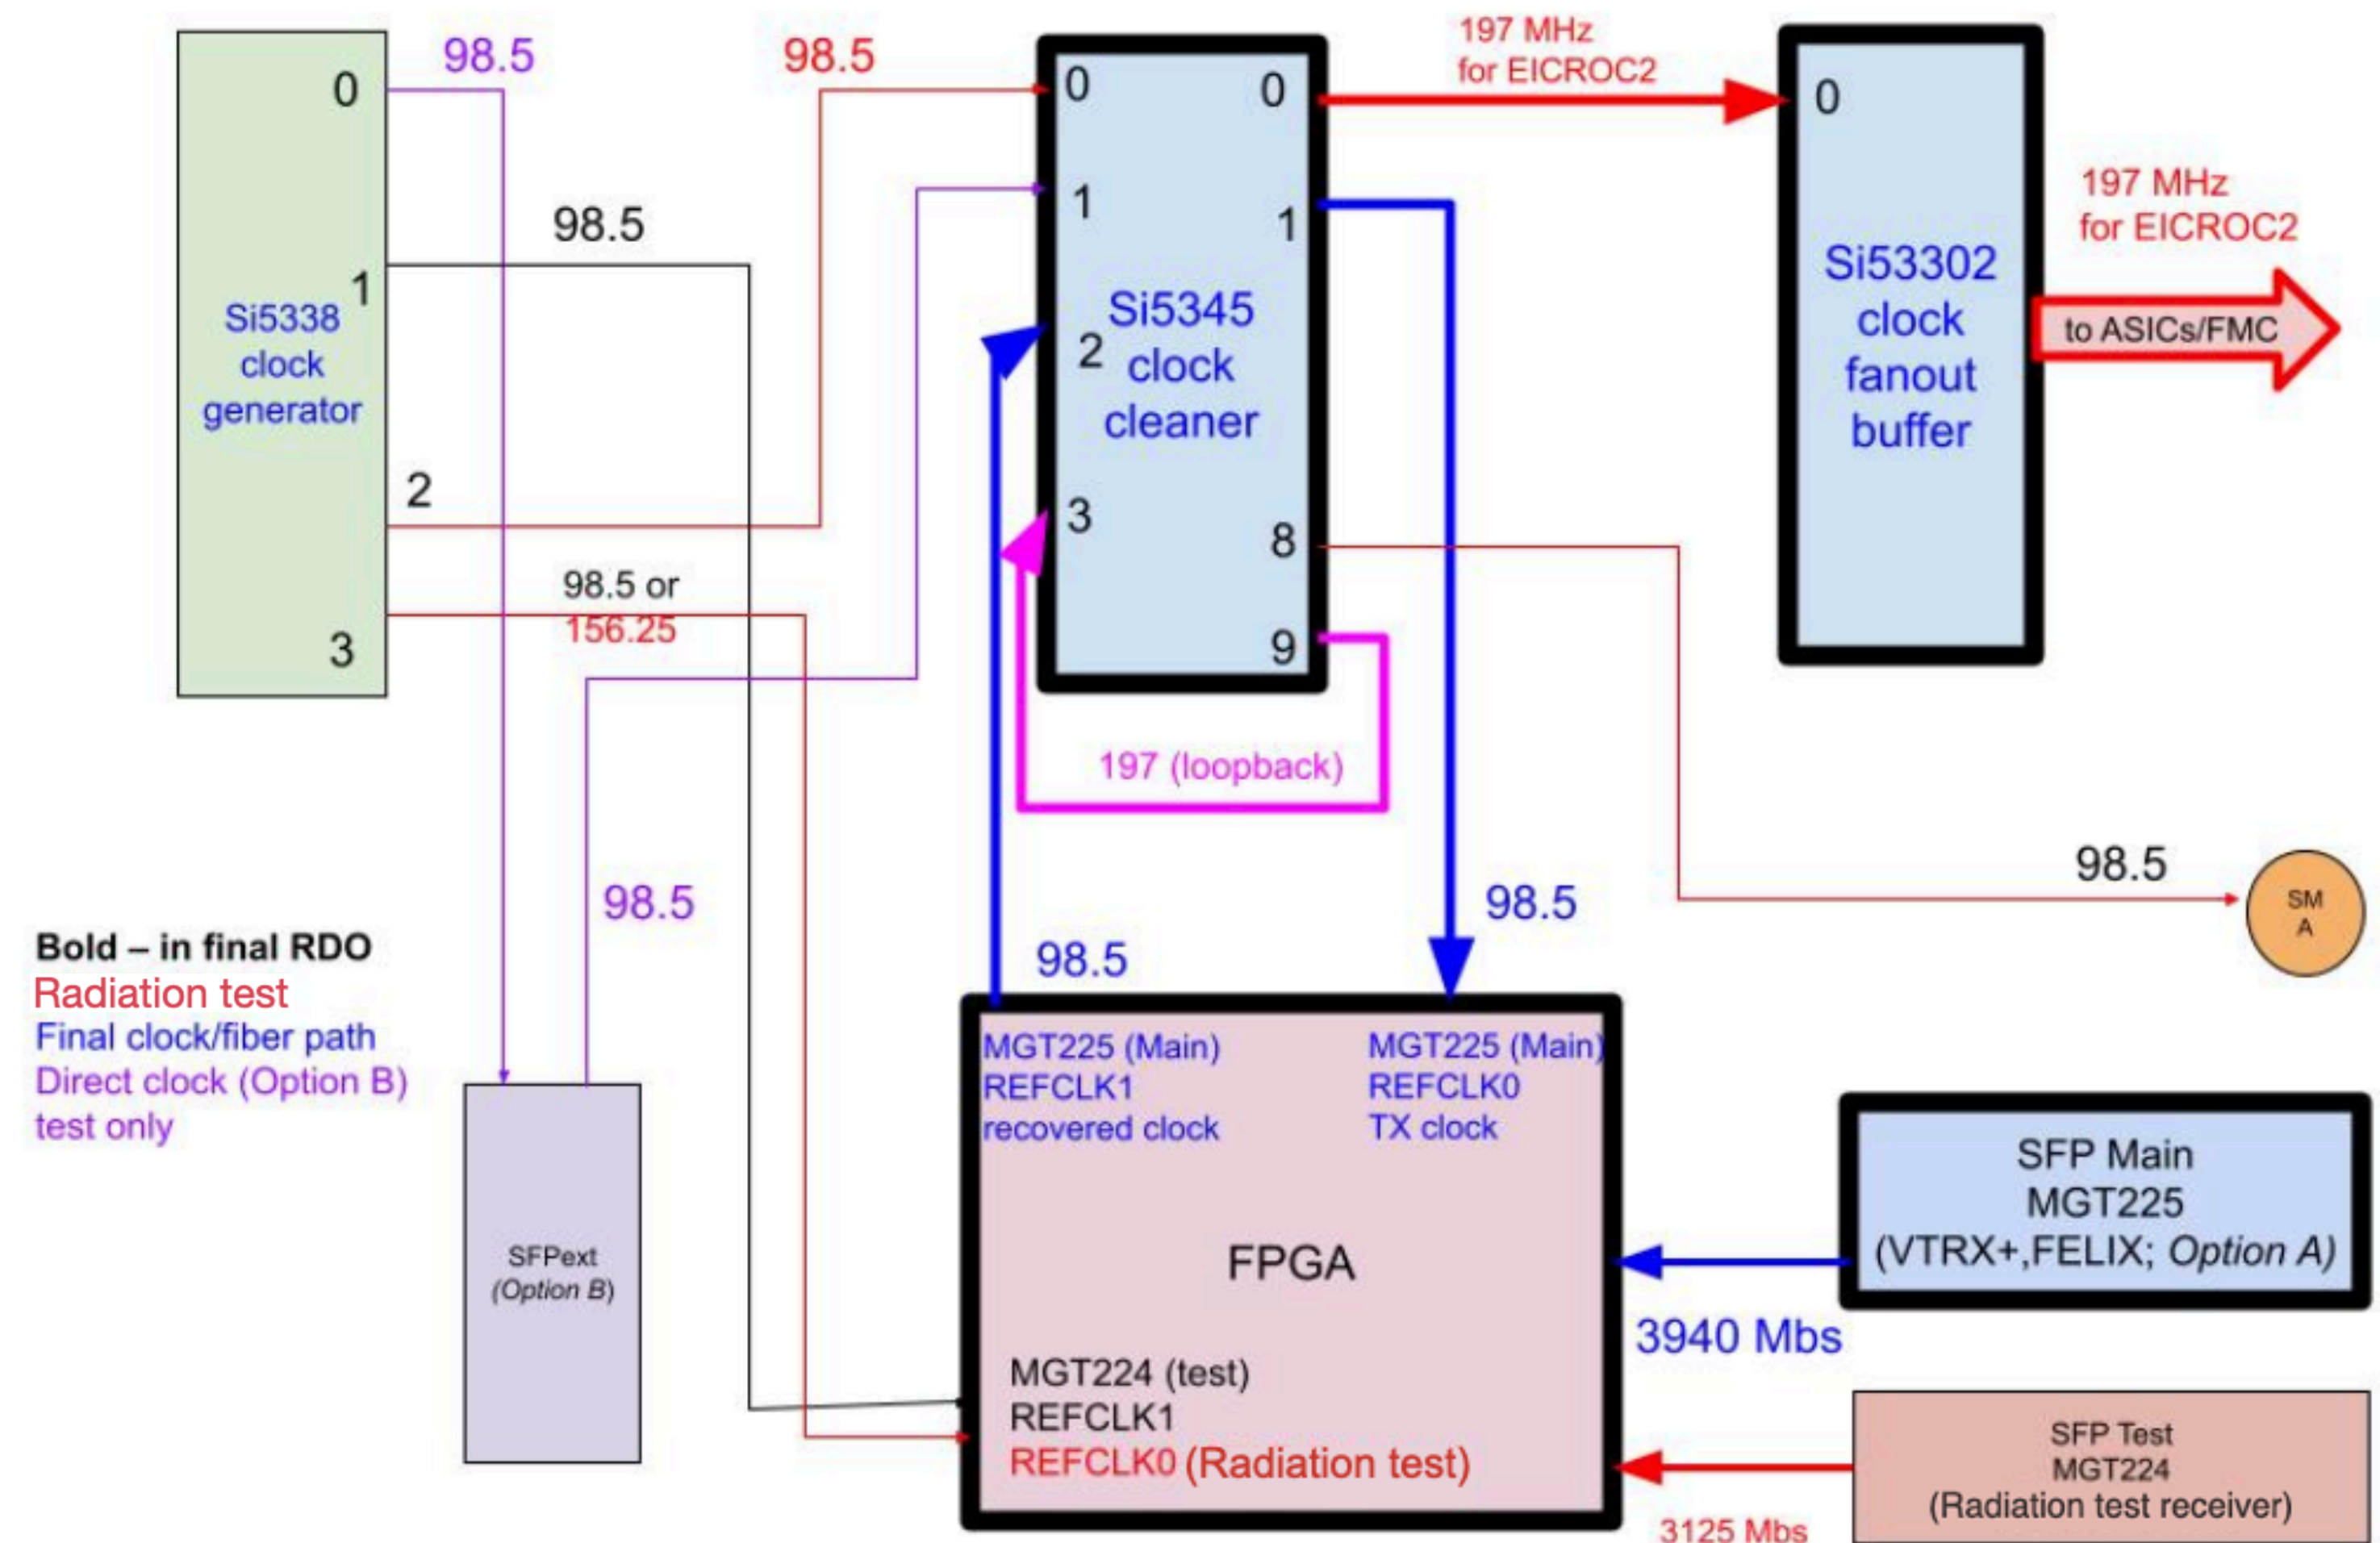 0
98.5
1
98.5
2
98.5 or
156.25
3
Si5338
clock
generator
98.5
0
1
2
3
Si5345
clock
cleaner
0
1
8
9
197 MHz
for EICROC2
0
Si53302
clock
fanout
buffer
197 MHz
for EICROC2
to ASICs/FMC
197 (loopback)
98.5
98.5
98.5
98.5
SM
A
Bold – in final RDO
Radiation test
Final clock/fiber path
Direct clock (Option B)
test only
SFPext
(Option B)
MGT225 (Main)
REFCLK1
recovered clock
MGT225 (Main)
REFCLK0
TX clock
FPGA
MGT224 (test)
REFCLK1
REFCLK0 (Radiation test)
SFP Main
MGT225
(VTRX+,FELIX; Option A)
3940 Mbs
SFP Test
MGT224
(Radiation test receiver)
3125 Mbs